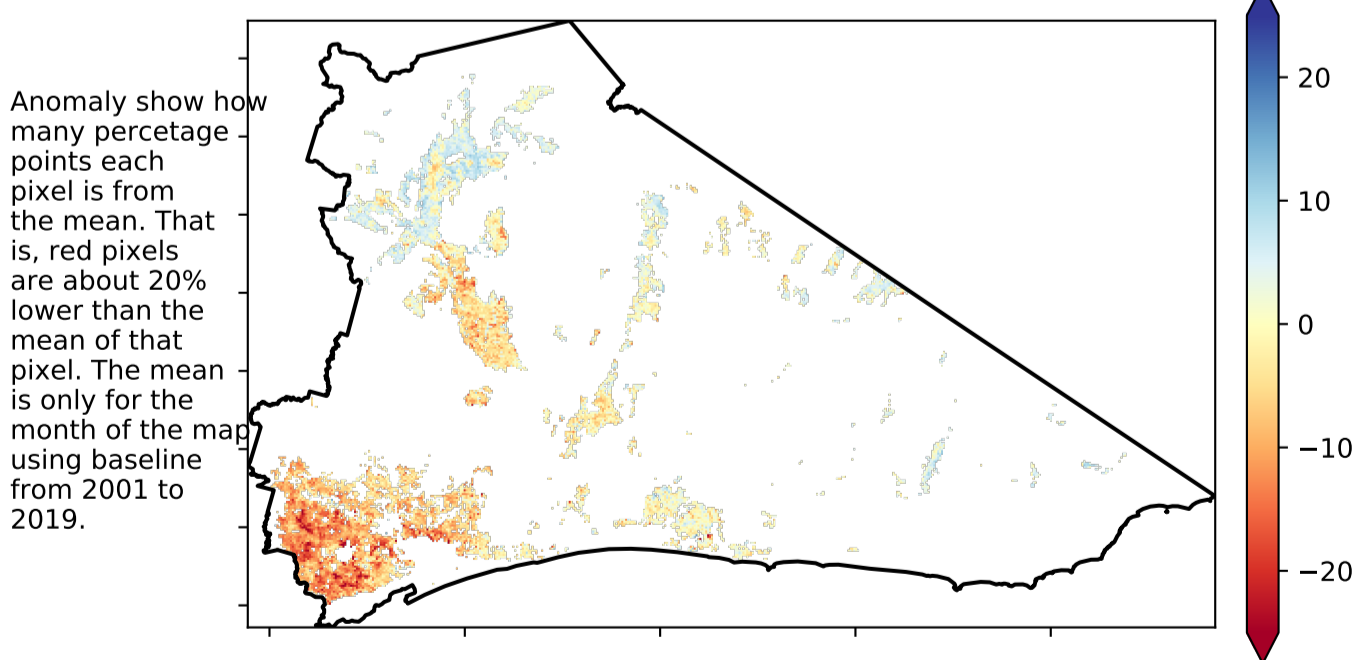 Anomaly show how
many percetage
points each
pixel is from
the mean. That
is, red pixels
are about 20%
lower than the
mean of that
pixel. The mean
is only for the
month of the map
using baseline
from 2001 to
2019.
20
10
0
−10
−20